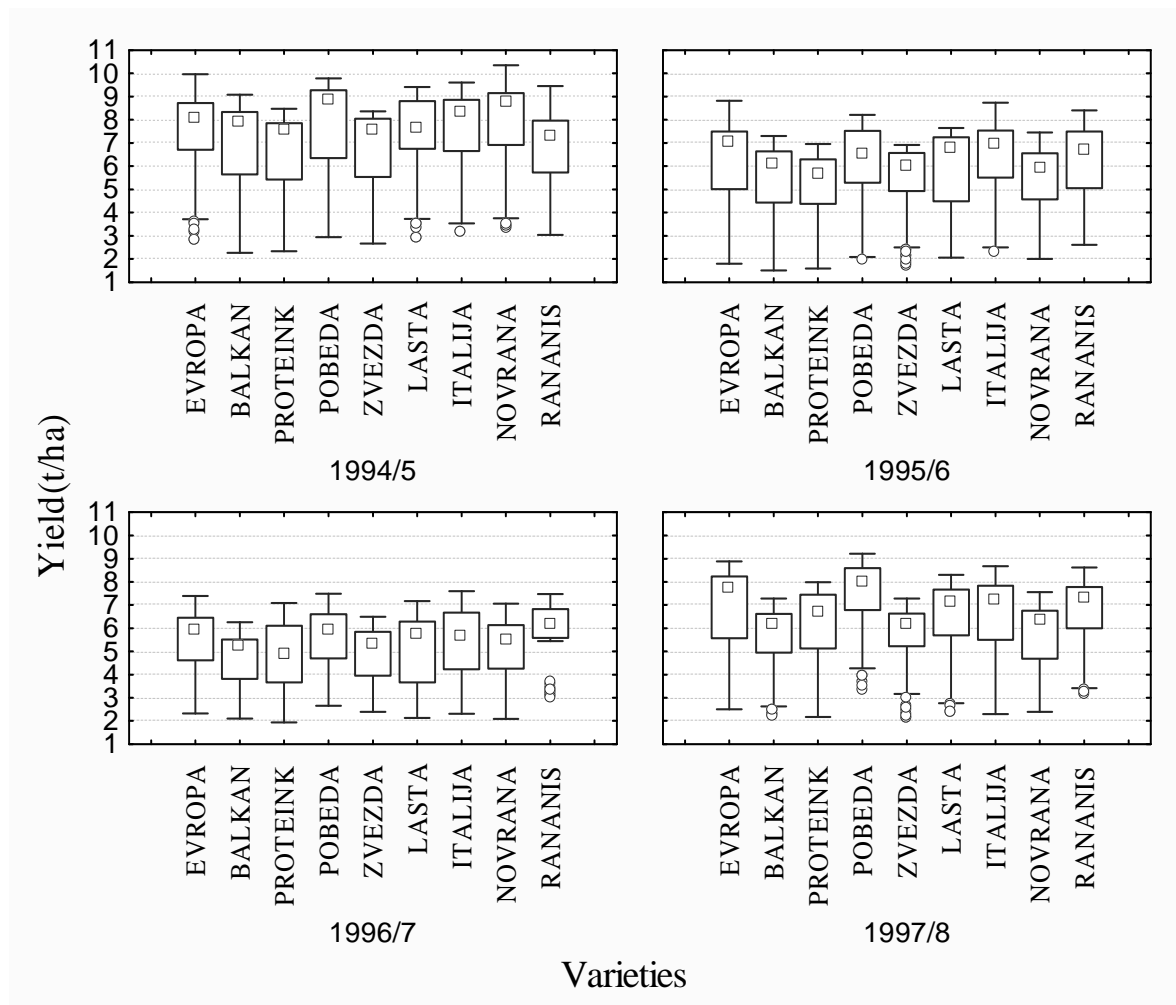 11
10
9
8
7
6
5
4
3
2
1
EVROPA
BALKAN
PROTEINK
POBEDA
ZVEZDA
LASTA
ITALIJA
NOVRANA
RANANIS
1994/5
EVROPA
BALKAN
PROTEINK
POBEDA
ZVEZDA
LASTA
ITALIJA
NOVRANA
RANANIS
1995/6
Yield(t/ha)
11
10
9
8
7
6
5
4
3
2
1
EVROPA
BALKAN
PROTEINK
POBEDA
ZVEZDA
LASTA
ITALIJA
NOVRANA
RANANIS
1996/7
EVROPA
BALKAN
PROTEINK
POBEDA
ZVEZDA
LASTA
ITALIJA
NOVRANA
RANANIS
1997/8
Varieties